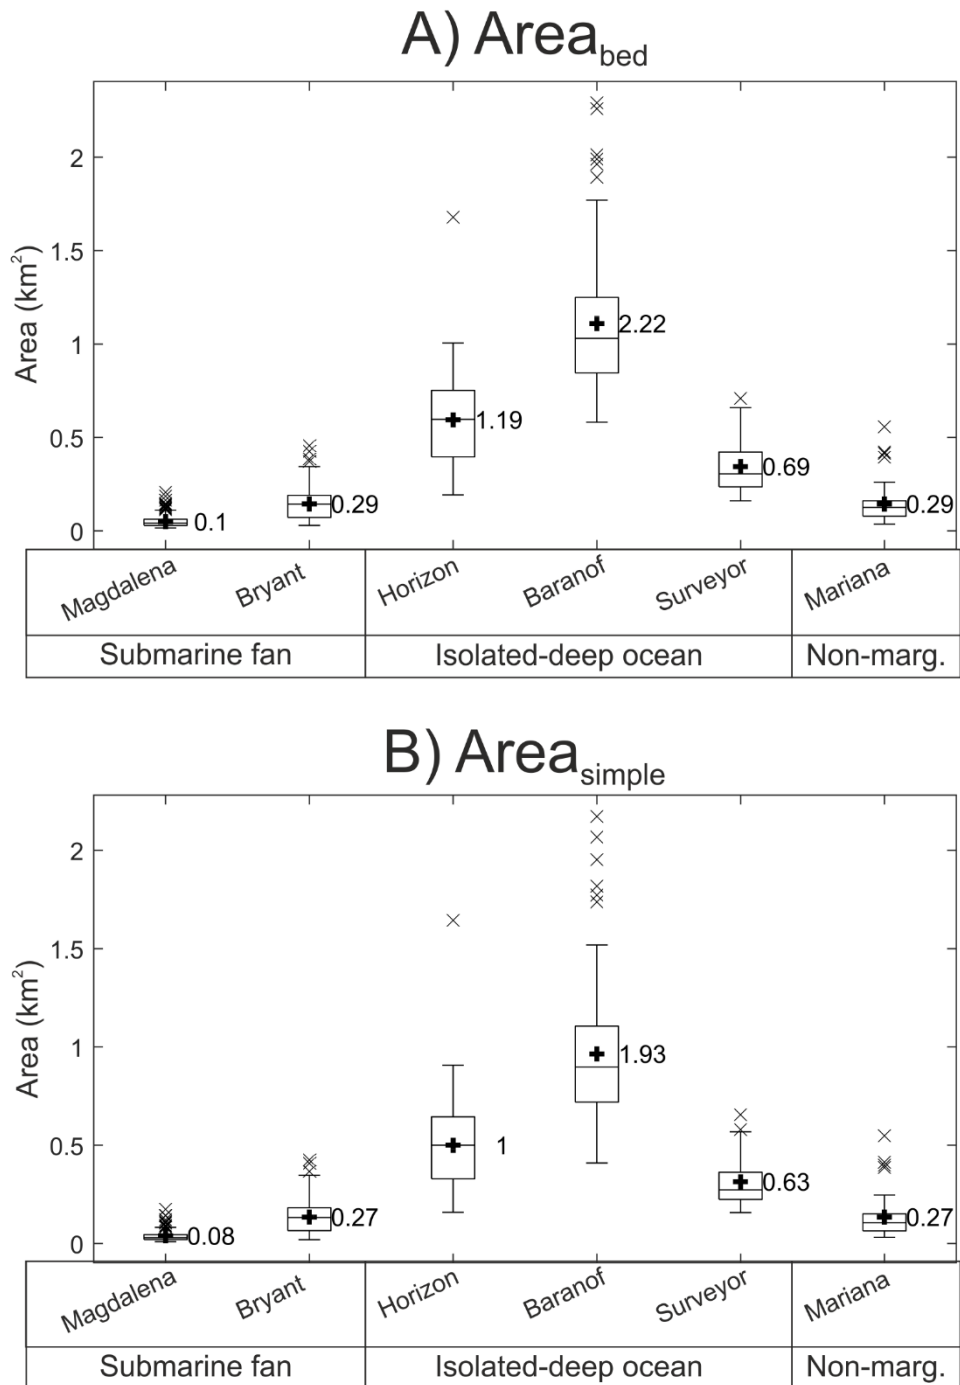 A) Area_bed
Area (km²)
2
1.5
1
0.5
0
0.1
0.29
1.19
2.22
0.69
0.29
Magdalena Bryant Horizon Baranof Surveyor Mariana
Submarine fan Isolated-deep ocean Non-marg.
B) Area_simple
Area (km²)
2
1.5
1
0.5
0
0.08
0.27
1
1.93
0.63
0.27
Magdalena Bryant Horizon Baranof Surveyor Mariana
Submarine fan Isolated-deep ocean Non-marg.